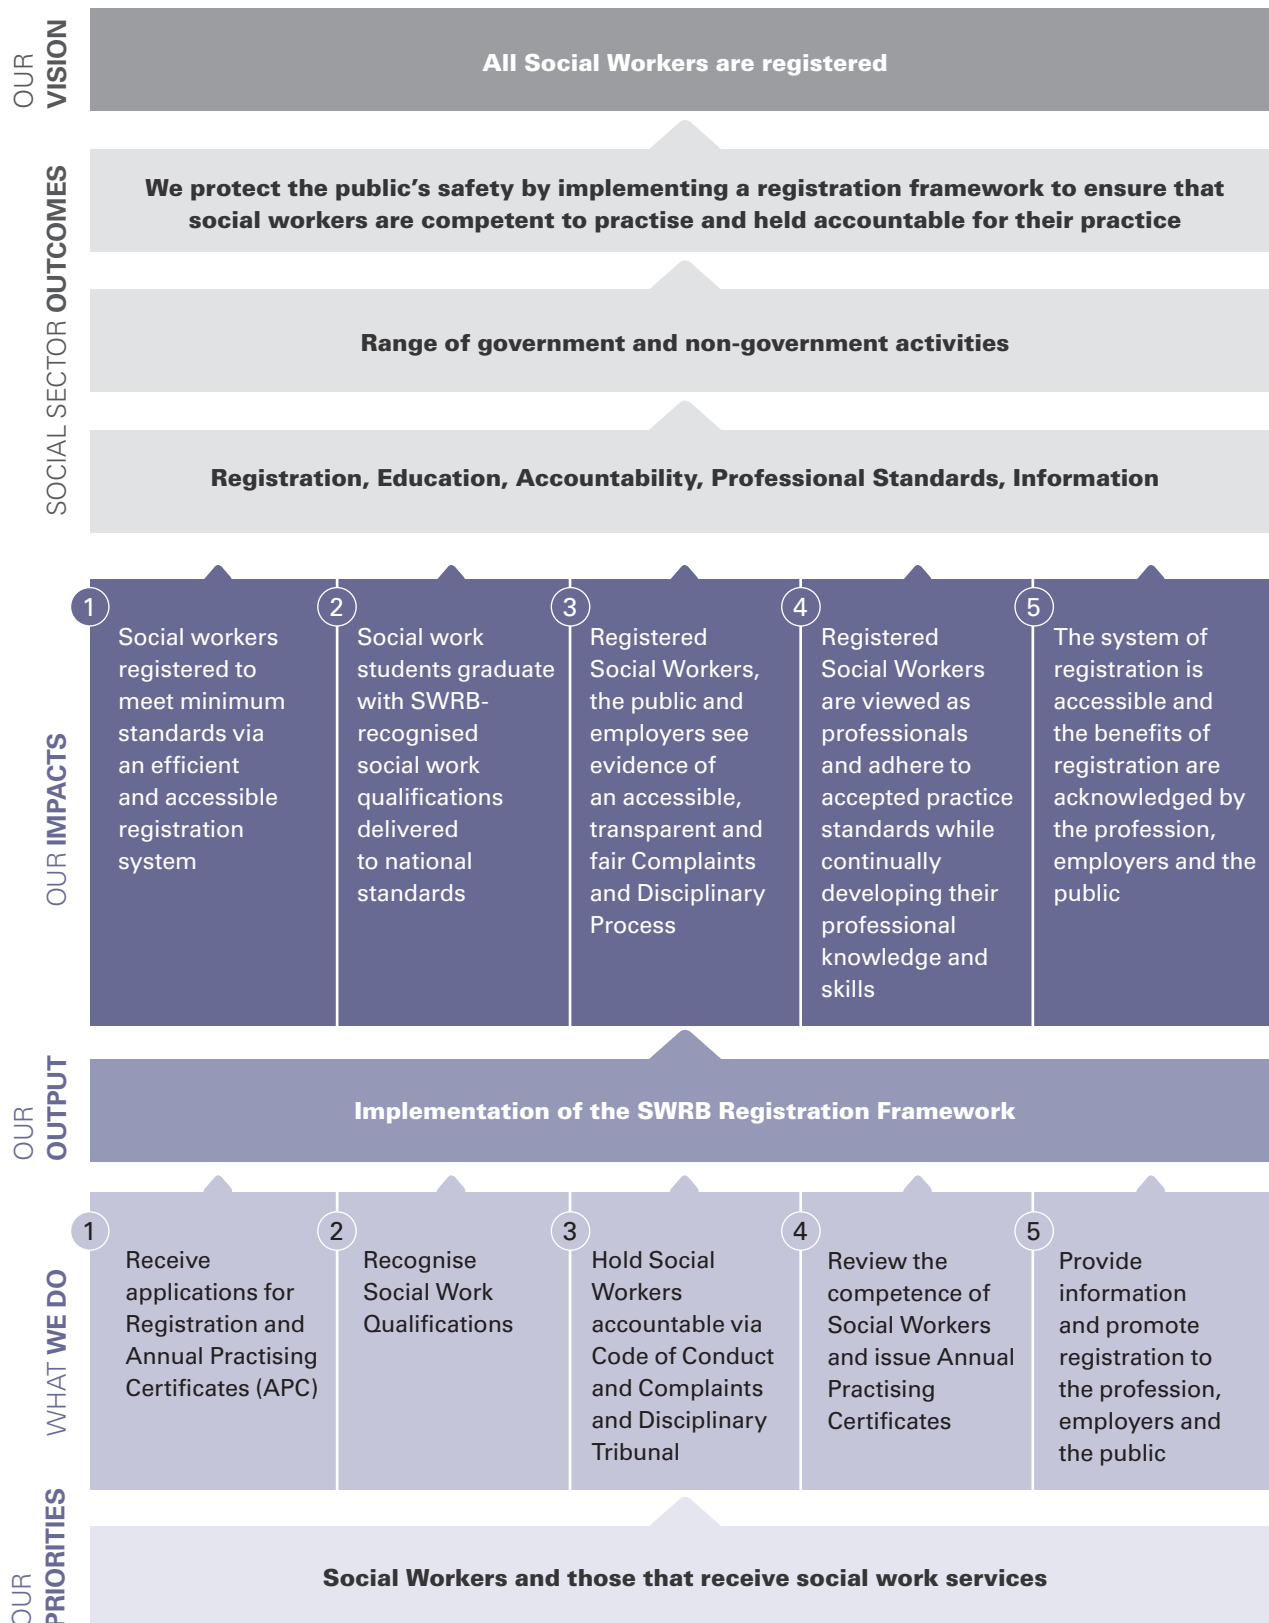 OUR
VISION
All Social Workers are registered
SOCIAL SECTOR OUTCOMES
We protect the public's safety by implementing a registration framework to ensure that
social workers are competent to practise and held accountable for their practice
Range of government and non-government activities
Registration, Education, Accountability, Professional Standards, Information
OUR IMPACTS
1
Social workers
registered to
meet minimum
standards via
an efficient
and accessible
registration
system
2
Social work
students graduate
with SWRB-
recognised
social work
qualifications
delivered
to national
standards
3
Registered
Social Workers,
the public and
employers see
evidence of
an accessible,
transparent and
fair Complaints
and Disciplinary
Process
4
Registered
Social Workers
are viewed as
professionals
and adhere to
accepted practice
standards while
continually
developing their
professional
knowledge and
skills
5
The system of
registration is
accessible and
the benefits of
registration are
acknowledged by
the profession,
employers and the
public
OUR
OUTPUT
Implementation of the SWRB Registration Framework
WHAT WE DO
1
Receive
applications for
Registration and
Annual Practising
Certificates (APC)
2
Recognise
Social Work
Qualifications
3
Hold Social
Workers
accountable via
Code of Conduct
and Complaints
and Disciplinary
Tribunal
4
Review the
competence of
Social Workers
and issue Annual
Practising
Certificates
5
Provide
information
and promote
registration to
the profession,
employers and
the public
OUR
PRIORITIES
Social Workers and those that receive social work services